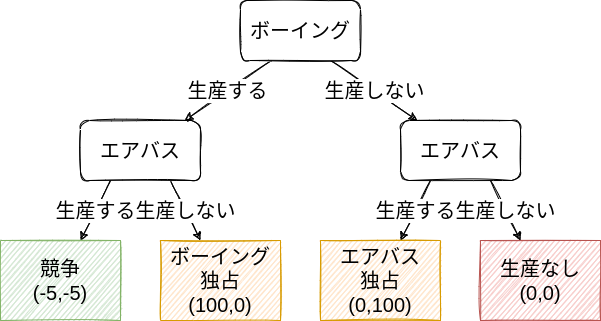 ボーイング
生産する
生産しない
エアバス
エアバス
生産する
生産しない
生産する
生産しない
競争
(-5,-5)
ボーイング
独占
(100,0)
エアバス
独占
(0,100)
生産なし
(0,0)